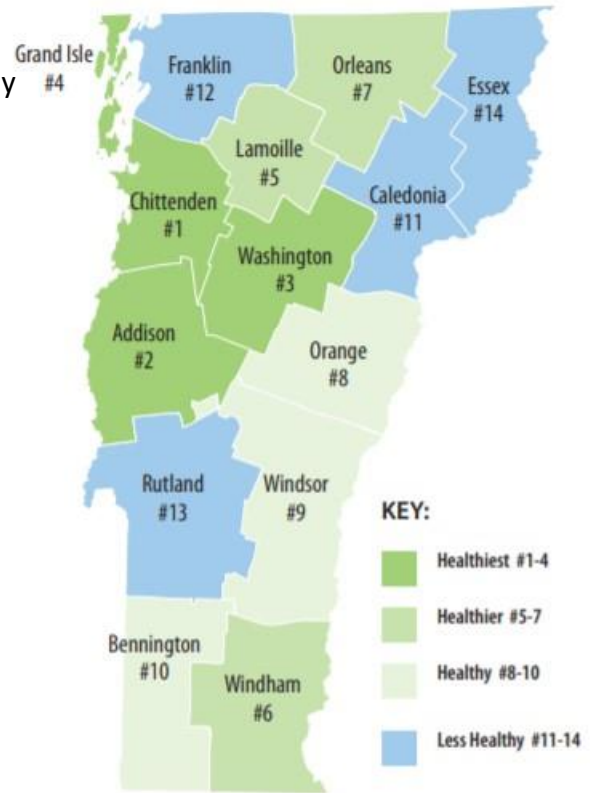 Grand Isle
#4
y
Franklin
#12
Orleans
#7
Essex
#14
Lamoille
#5
Caledonia
#11
Chittenden
#1
Washington
#3
Addison
#2
Orange
#8
Rutland
#13
Windsor
#9
Bennington
#10
Windham
#6
KEY:
Healthiest #1-4
Healthier #5-7
Healthy #8-10
Less Healthy #11-14